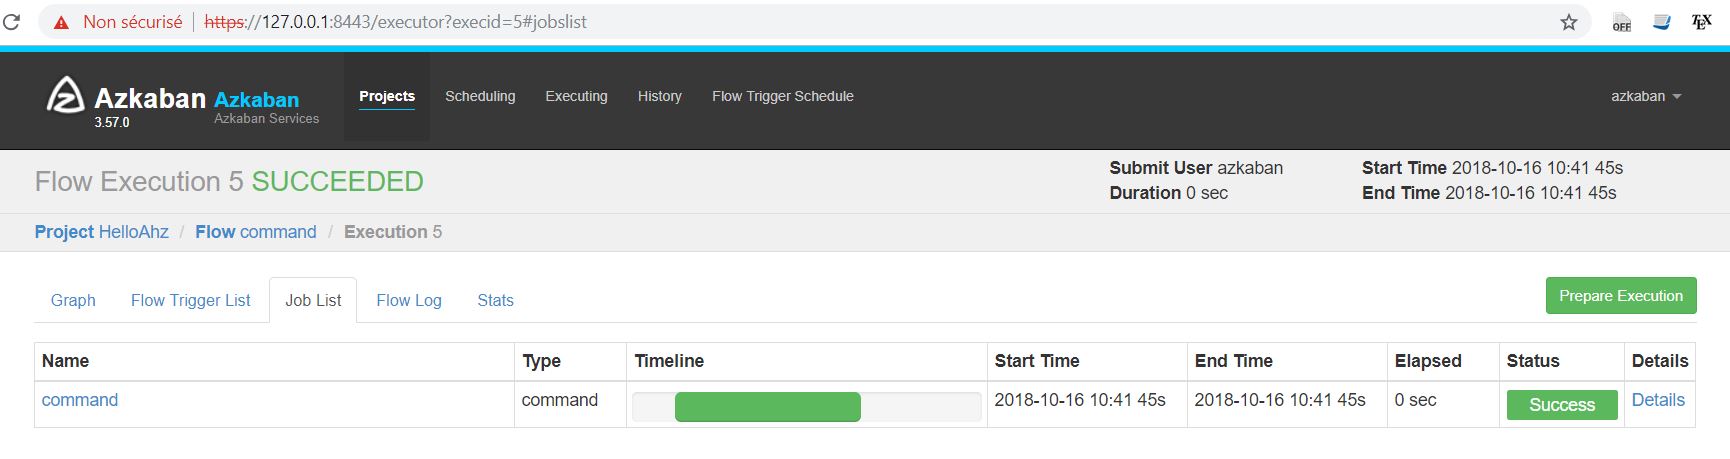 Non sécurisé https://127.0.0.1:8443/executor?execid=5#jobslist OFF TEX
Azkaban Azkaban Projects Scheduling Executing History Flow Trigger Schedule azkaban
3.57.0 Azkaban Services
Flow Execution 5 SUCCEEDED
Submit User azkaban Start Time 2018-10-16 10:41 45s
Duration 0 sec End Time 2018-10-16 10:41 45s
Project HelloAhz / Flow command / Execution 5
Graph Flow Trigger List Job List Flow Log Stats Prepare Execution
Name Type Timeline Start Time End Time Elapsed Status Details
command command 2018-10-16 10:41 45s 2018-10-16 10:41 45s 0 sec Success Details